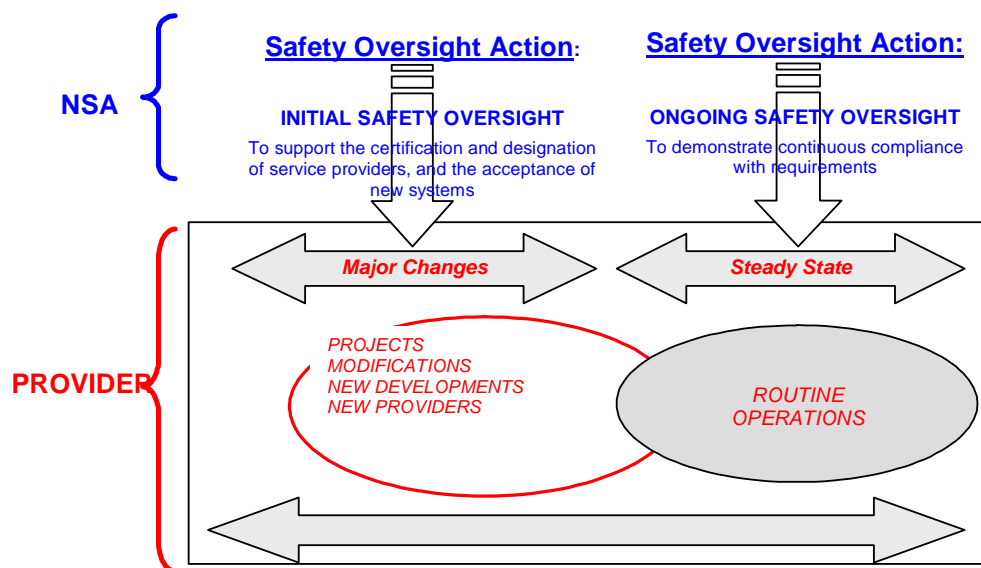 Safety Oversight Action:
Safety Oversight Action:
NSA
INITIAL SAFETY OVERSIGHT
To support the certification and designation
of service providers, and the acceptance of
new systems
ONGOING SAFETY OVERSIGHT
To demonstrate continuous compliance
with requirements
Major Changes
Steady State
PROVIDER
PROJECTS
MODIFICATIONS
NEW DEVELOPMENTS
NEW PROVIDERS
ROUTINE
OPERATIONS